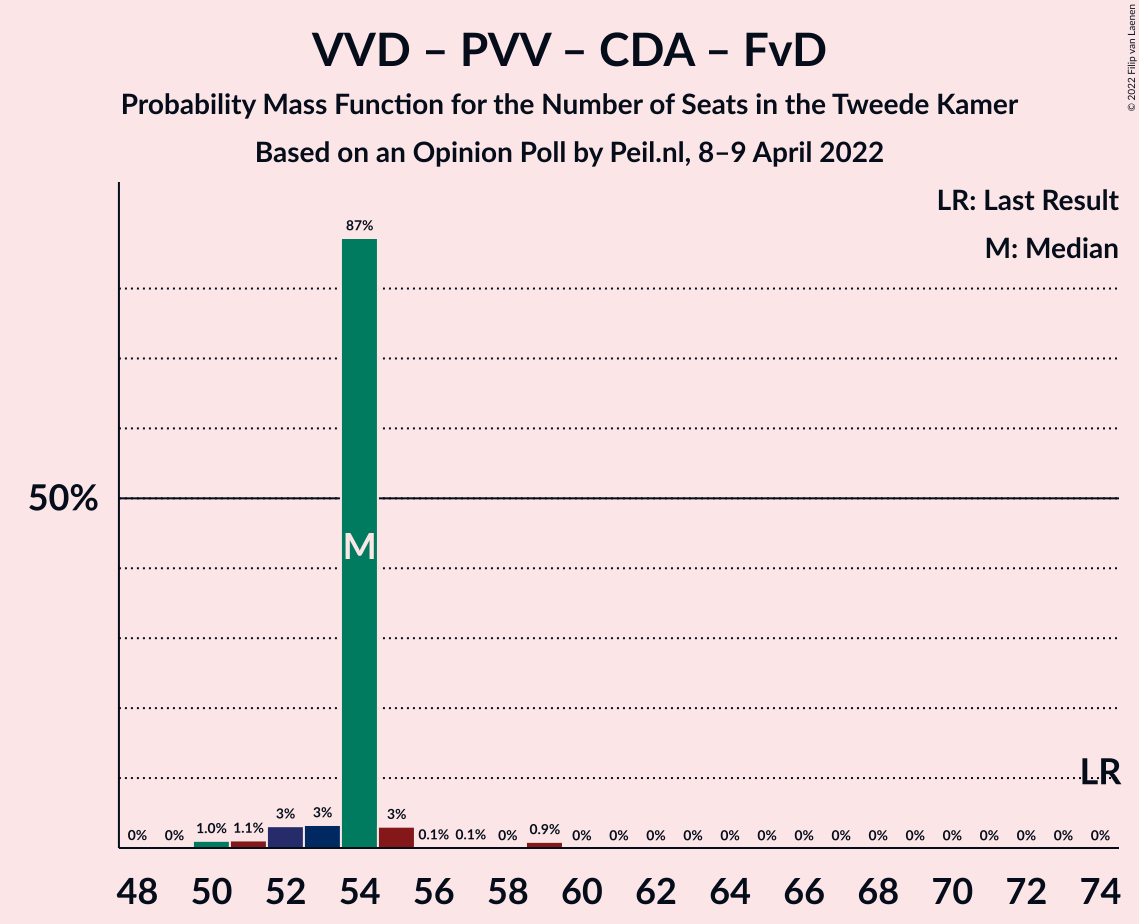 VVD – PVV – CDA – FvD
Probability Mass Function for the Number of Seats in the Tweede Kamer
Based on an Opinion Poll by Peil.nl, 8–9 April 2022
© 2022 Filip van Laenen
LR: Last Result
M: Median
87%
50%
M
LR
0% 0% 1.0% 1.1% 3% 3% 3% 0.1% 0.1% 0% 0.9% 0% 0% 0% 0% 0% 0% 0% 0% 0% 0% 0% 0% 0% 0% 0%
48 50 52 54 56 58 60 62 64 66 68 70 72 74